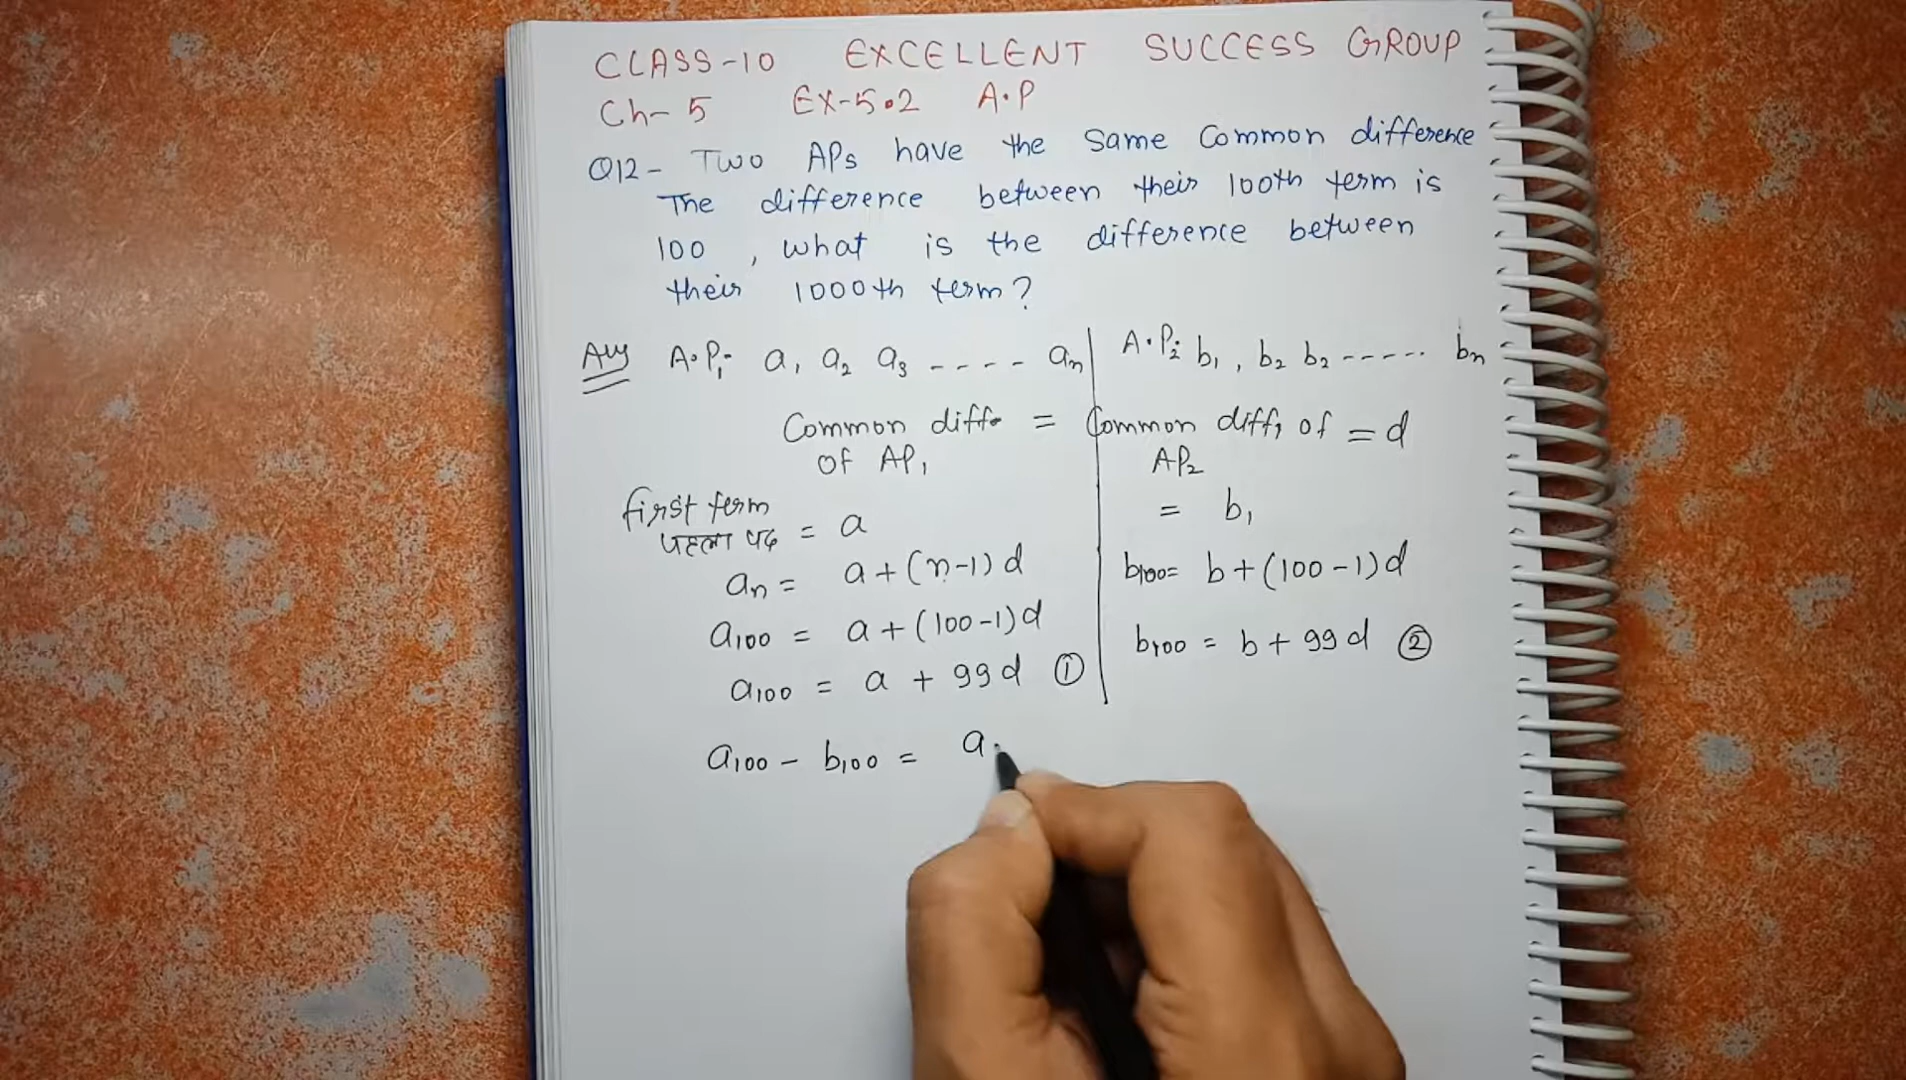 CLASS-10 EXCELLENT SUCCESS GROUP
Ch-5 EX-5.2 A.P
Q12- Two APs have the same common difference
The difference between their 100th term is
100 , what is the difference between
their 1000th term?
Ans A.P₁:- a₁ a₂ a₃ ---- aₙ
A.P₂: b₁, b₂ b₂ ----- bₙ
Common diff. = Common diff, of = d
of AP₁ AP₂
first term
पहला पद = a
= b₁
aₙ = a+(n-1)d
b₁₀₀= b+(100-1)d
a₁₀₀ = a+(100-1)d
b₁₀₀ = b+99d ②
a₁₀₀ = a + 99d ①
a₁₀₀ - b₁₀₀ = a